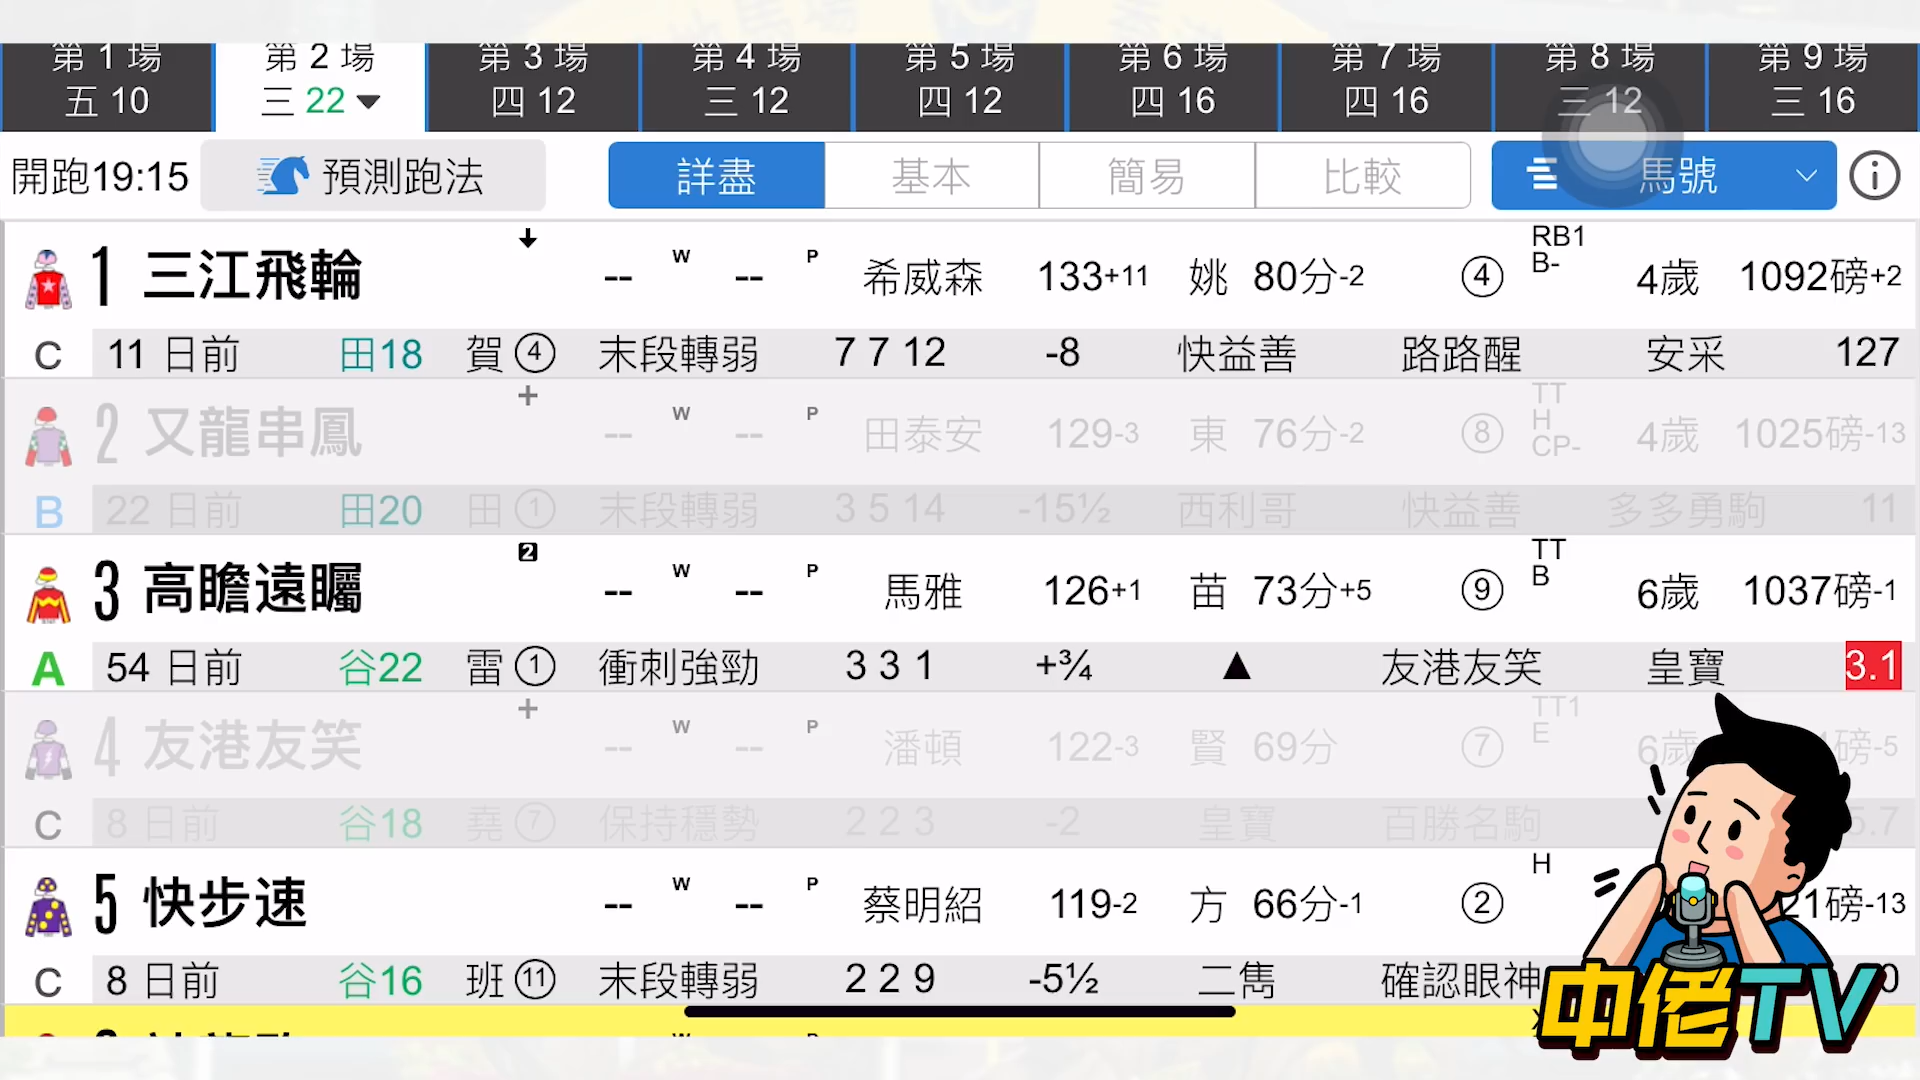 第 1 場 第 2 場 第 3 場 第 4 場 第 5 場 第 6 場 第 7 場 第 8 場 第 9 場
五 10 三 22 四 12 三 12 四 12 四 16 四 16 三 12 三 16
開跑19:15 預測跑法 詳盡 基本 簡易 比較 馬號
1 三江飛輪 -- W -- P 希威森 133+11 姚 80分-2 4 RB1 B- 4歲 1092磅+2
C 11 日前 田18 賀 4 末段轉弱 7 7 12 -8 快益善 路路醒 安采 127
2 又龍串鳳 + -- W -- P 田泰安 129-3 東 76分-2 8 TT H CP- 4歲 1025磅-13
B 22 日前 田20 田 1 末段轉弱 3 5 14 -15½ 西利哥 快益善 多多勇駒 11
3 高瞻遠矚 2 -- W -- P 馬雅 126+1 苗 73分+5 9 TT B 6歲 1037磅-1
A 54 日前 谷22 雷 1 衝刺強勁 3 3 1 +¾ ▲ 友港友笑 皇寶 3.1
4 友港友笑 + -- W -- P 潘頓 122-3 賢 69分 7 TT1 E 6歲 磅-5
C 8 日前 谷18 堯 7 保持穩勢 2 2 3 -2 皇寶 百勝名駒 5.7
5 快步速 -- W -- P 蔡明紹 119-2 方 66分-1 2 H 21磅-13
C 8 日前 谷16 班 11 末段轉弱 2 2 9 -5½ 二雋 確認眼神 0
中佬TV